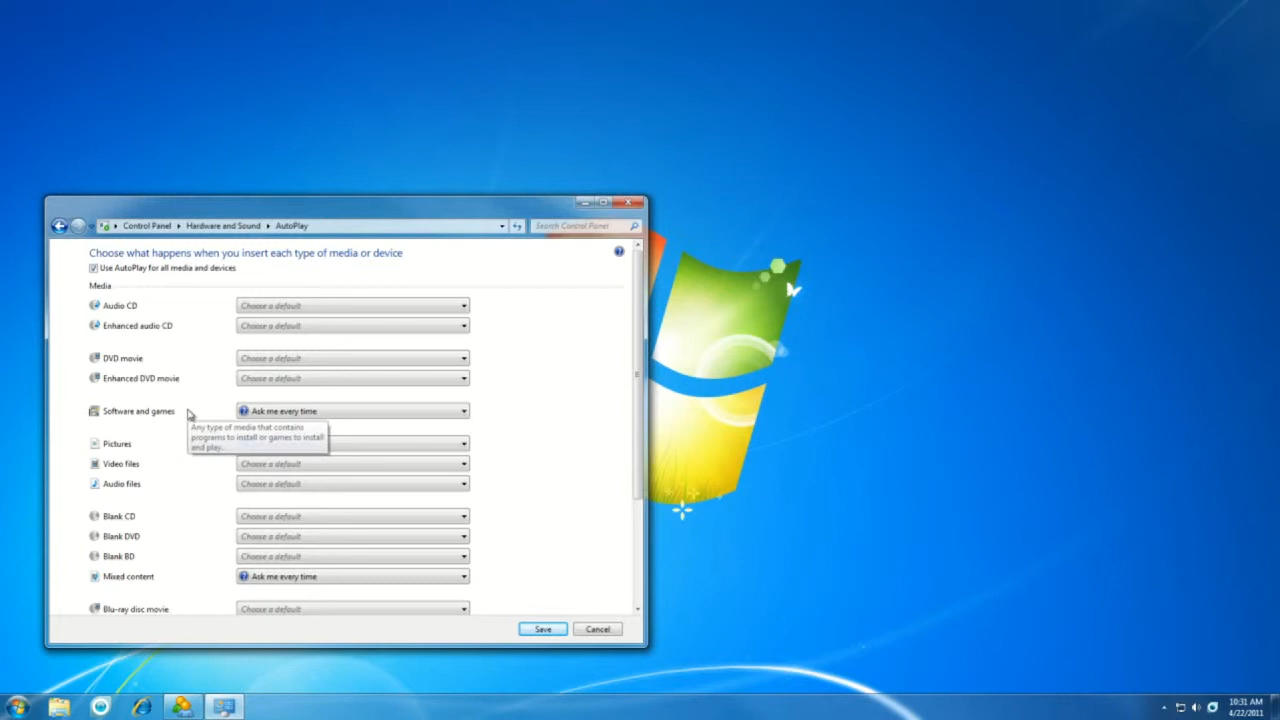 Control Panel
Hardware and Sound
AutoPlay
Search Control Panel
Choose what happens when you insert each type of media or device
Use AutoPlay for all media and devices
Media
Audio CD
Choose a default
Enhanced audio CD
Choose a default
DVD movie
Choose a default
Enhanced DVD movie
Choose a default
Software and games
Ask me every time
Any type of media that contains
programs to install or games to install
and play.
Pictures
Video files
Choose a default
Audio files
Choose a default
Blank CD
Choose a default
Blank DVD
Choose a default
Blank BD
Choose a default
Mixed content
Ask me every time
Blu-ray disc movie
Choose a default
Save
Cancel
10:31 AM
4/22/2011